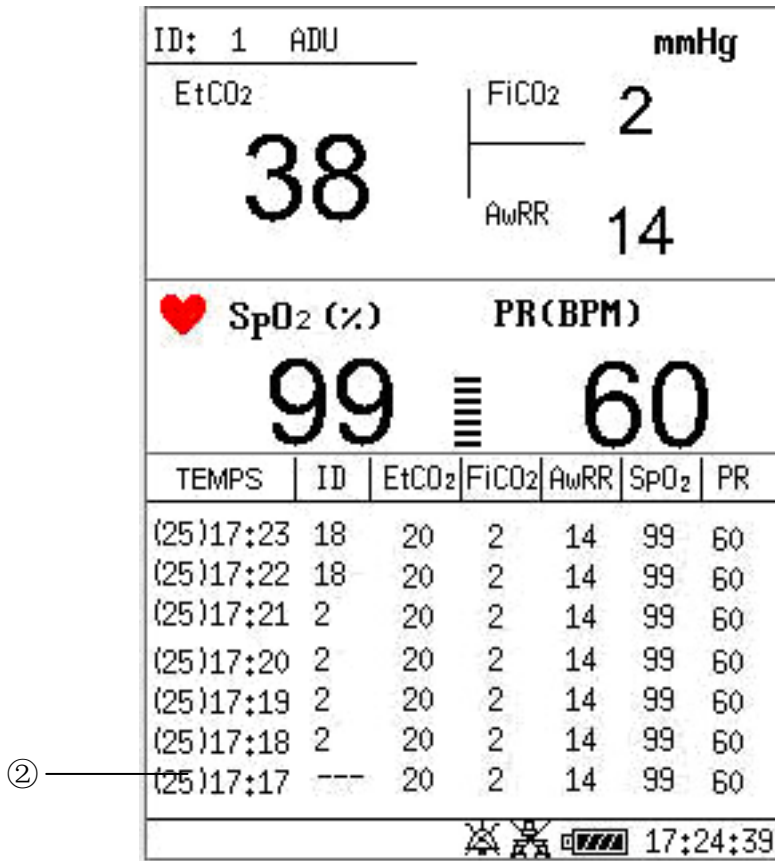 ID: 1 ADU mmHg
EtCO2 FiCO2 2
38
AwRR 14
SpO2 (%) PR(BPM)
99 60
TEMPS ID EtCO2 FiCO2 AwRR SpO2 PR
(25)17:23 18 20 2 14 99 60
(25)17:22 18 20 2 14 99 60
(25)17:21 2 20 2 14 99 60
(25)17:20 2 20 2 14 99 60
(25)17:19 2 20 2 14 99 60
(25)17:18 2 20 2 14 99 60
② (25)17:17 --- 20 2 14 99 60
17:24:39